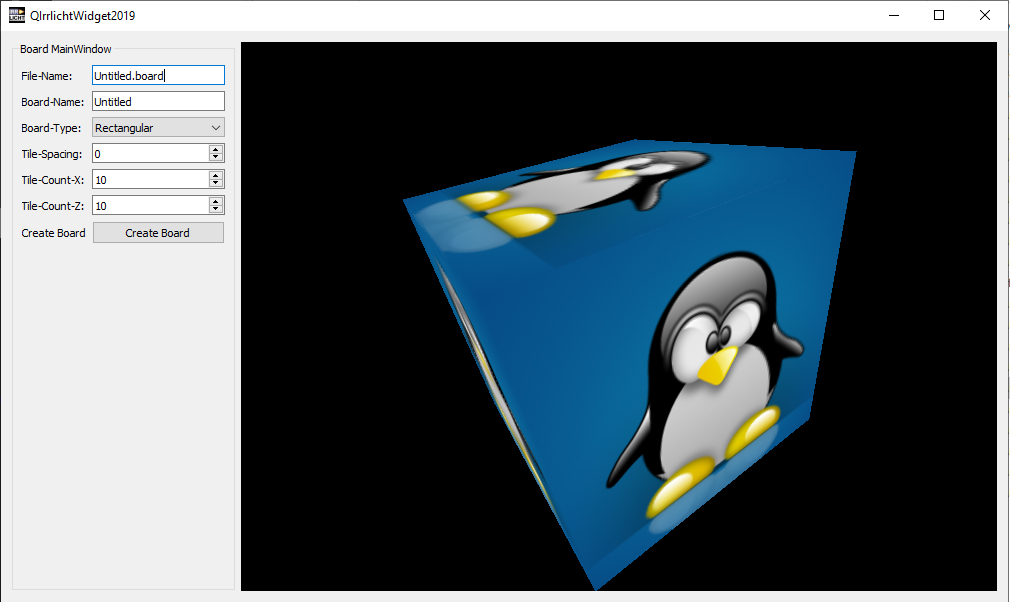 QIrrlichtWidget2019
Board MainWindow
File-Name: Untitled.board
Board-Name: Untitled
Board-Type: Rectangular
Tile-Spacing: 0
Tile-Count-X: 10
Tile-Count-Z: 10
Create Board Create Board